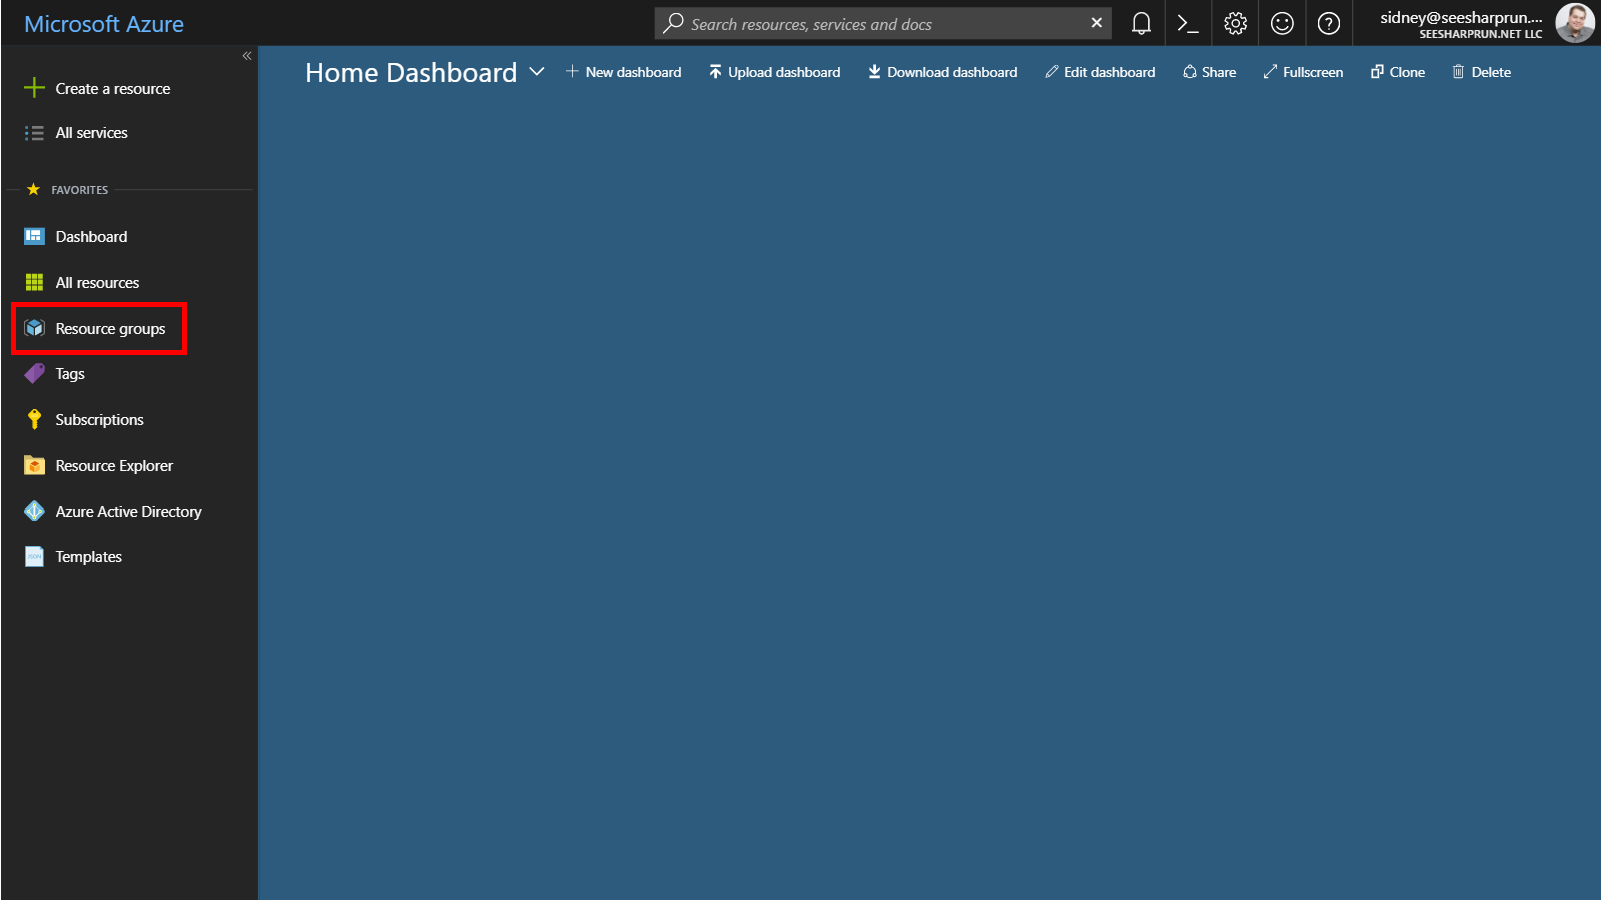 Microsoft Azure
Search resources, services and docs
sidney@seesharprun....
SEESHARPRUN.NET LLC
Home Dashboard
New dashboard
Upload dashboard
Download dashboard
Edit dashboard
Share
Fullscreen
Clone
Delete
Create a resource
All services
FAVORITES
Dashboard
All resources
Resource groups
Tags
Subscriptions
Resource Explorer
Azure Active Directory
JSON
Templates